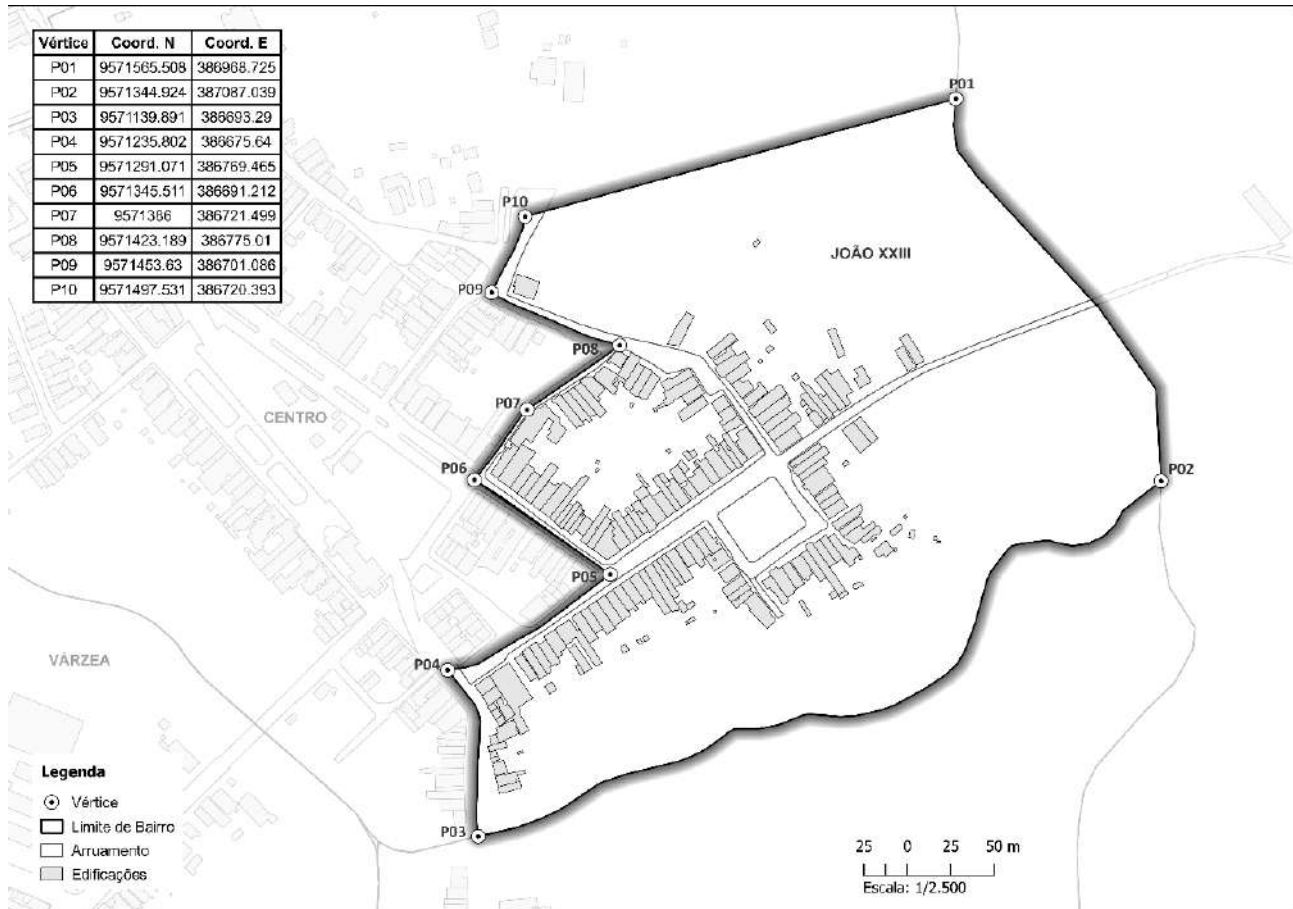 Vértice Coord. N Coord. E
P01 9571565.508 386968.725
P02 9571344.924 387087.039
P03 9571139.891 386693.29
P04 9571235.802 386675.64
P05 9571291.071 386769.465
P06 9571345.511 386691.212
P07 9571386 386721.499
P08 9571423.189 386775.01
P09 9571453.63 386701.086
P10 9571497.531 386720.393
P01
P10
JOÃO XXIII
P09
P08
P07
CENTRO
P06
P02
P05
P04
VÁRZEA
Legenda
Vértice
Limite de Bairro
Arruamento
Edificações
P03
25 0 25 50 m
Escala: 1/2.500